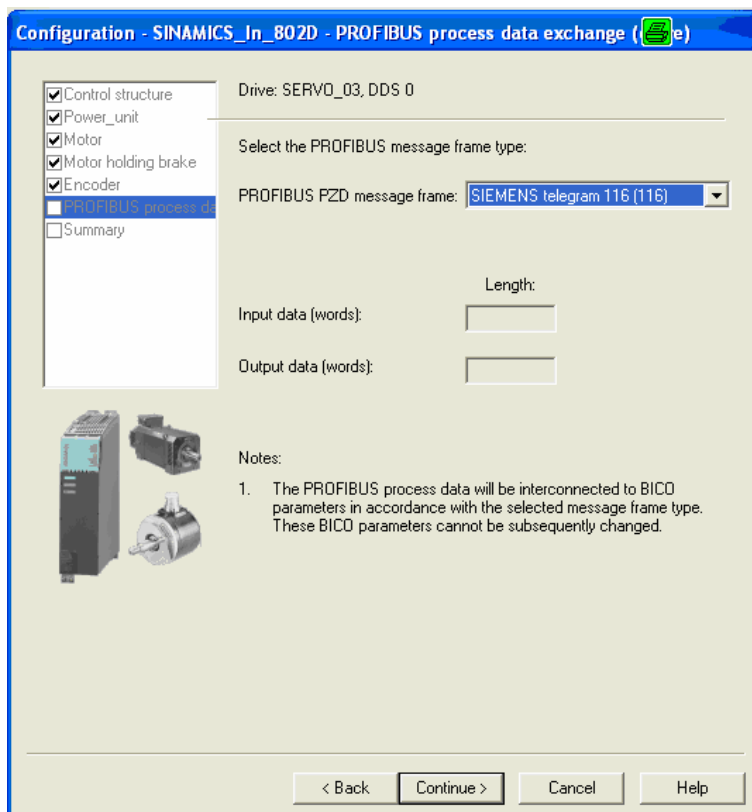 Configuration - SINAMICS_In_802D - PROFIBUS process data exchange (
e)
Control structure
Power_unit
Motor
Motor holding brake
Encoder
PROFIBUS process da
Summary
Drive: SERVO_03, DDS 0
Select the PROFIBUS message frame type:
PROFIBUS PZD message frame: SIEMENS telegram 116 (116)
Length:
Input data (words):
Output data (words):
Notes:
1. The PROFIBUS process data will be interconnected to BICO
parameters in accordance with the selected message frame type.
These BICO parameters cannot be subsequently changed.
< Back Continue > Cancel Help